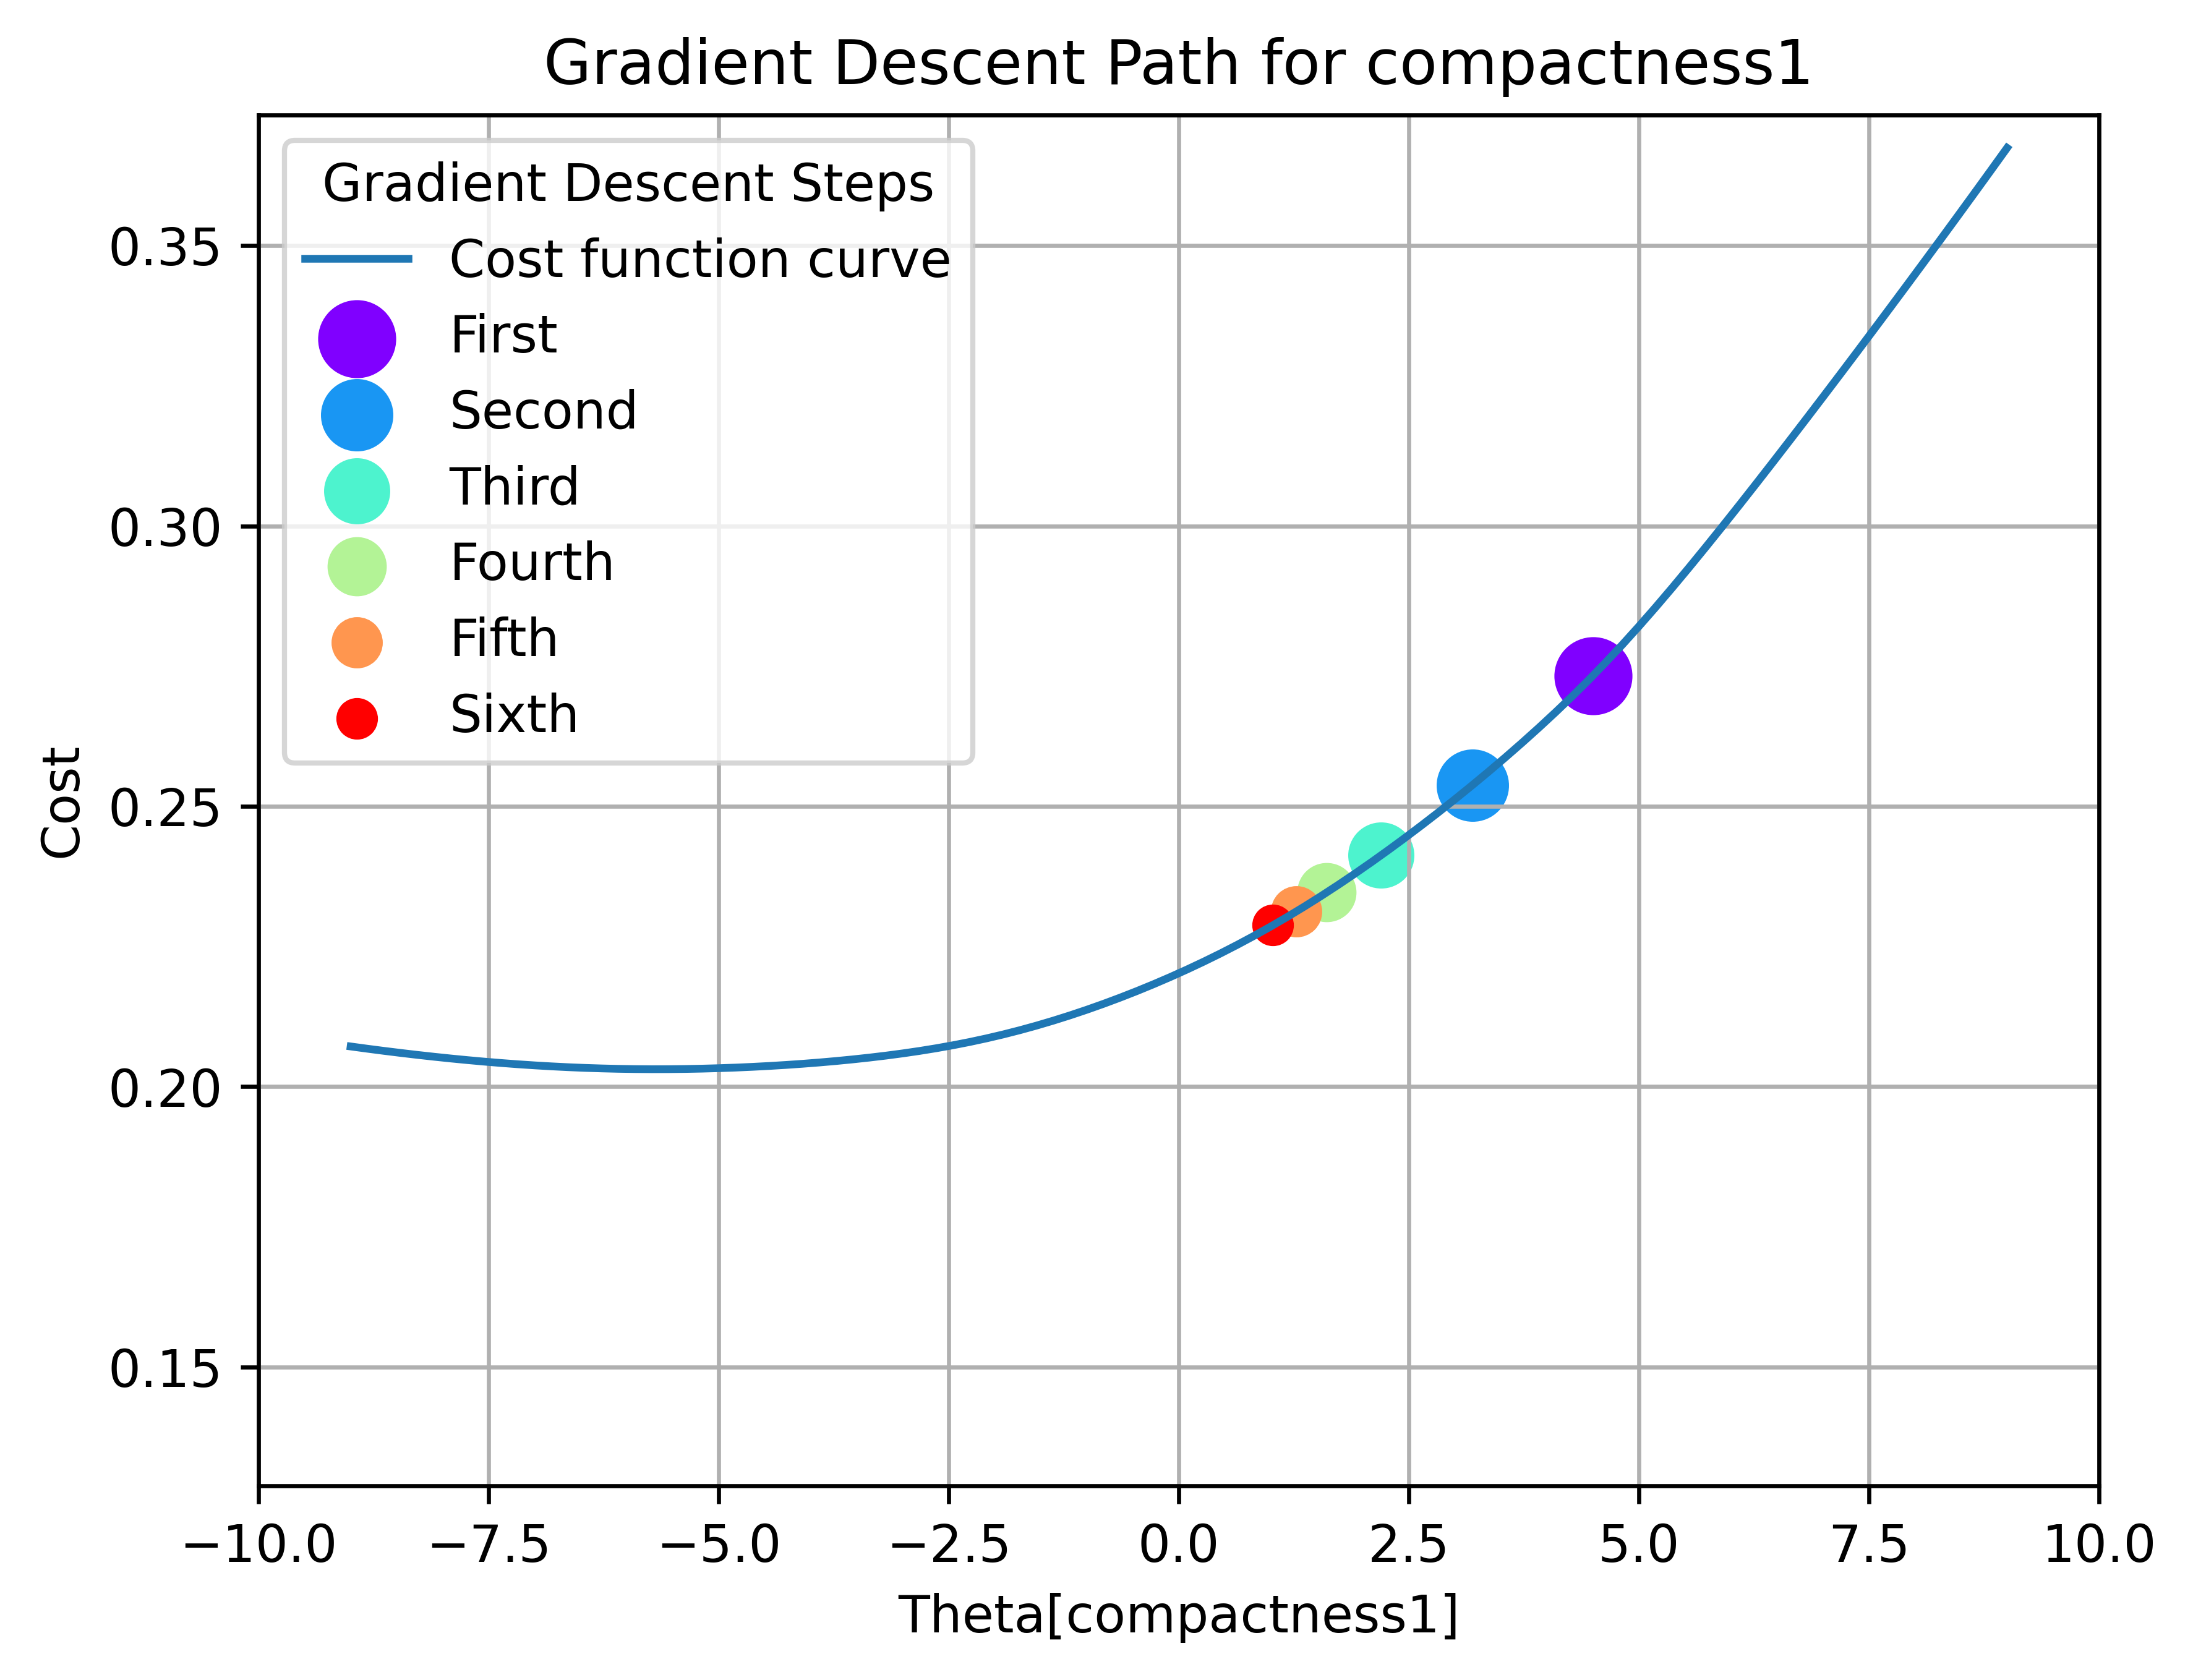 Gradient Descent Path for compactness1
Gradient Descent Steps
Cost function curve
First
Second
Third
Fourth
Fifth
Sixth
Cost
0.35
0.30
0.25
0.20
0.15
−10.0 −7.5 −5.0 −2.5 0.0 2.5 5.0 7.5 10.0
Theta[compactness1]